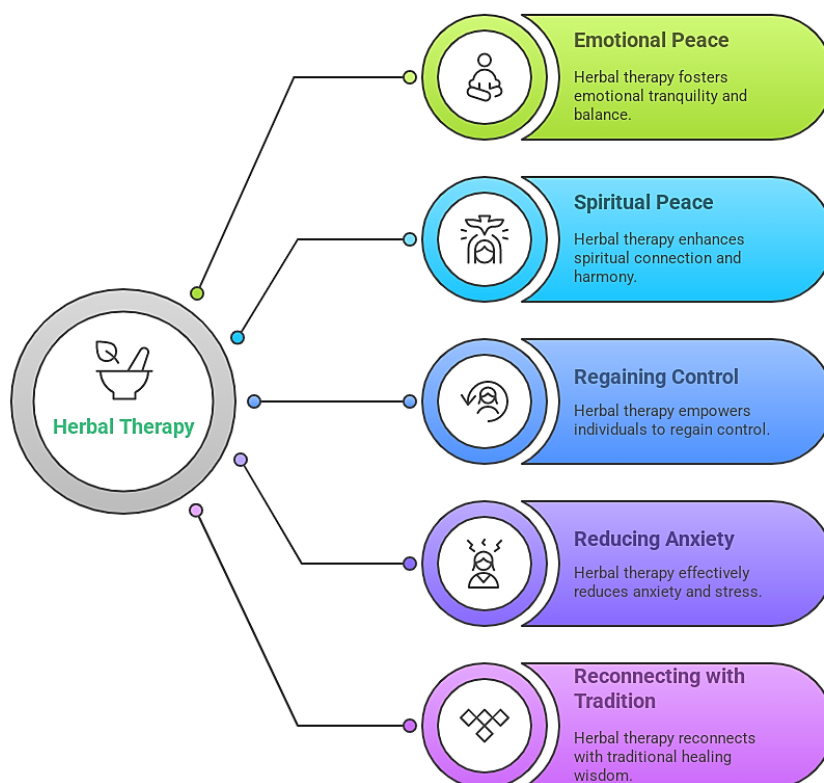 Emotional Peace
Herbal therapy fosters
emotional tranquility and
balance.
Spiritual Peace
Herbal therapy enhances
spiritual connection and
harmony.
Herbal Therapy
Regaining Control
Herbal therapy empowers
individuals to regain control.
Reducing Anxiety
Herbal therapy effectively
reduces anxiety and stress.
Reconnecting with
Tradition
Herbal therapy reconnects
with traditional healing
wisdom.